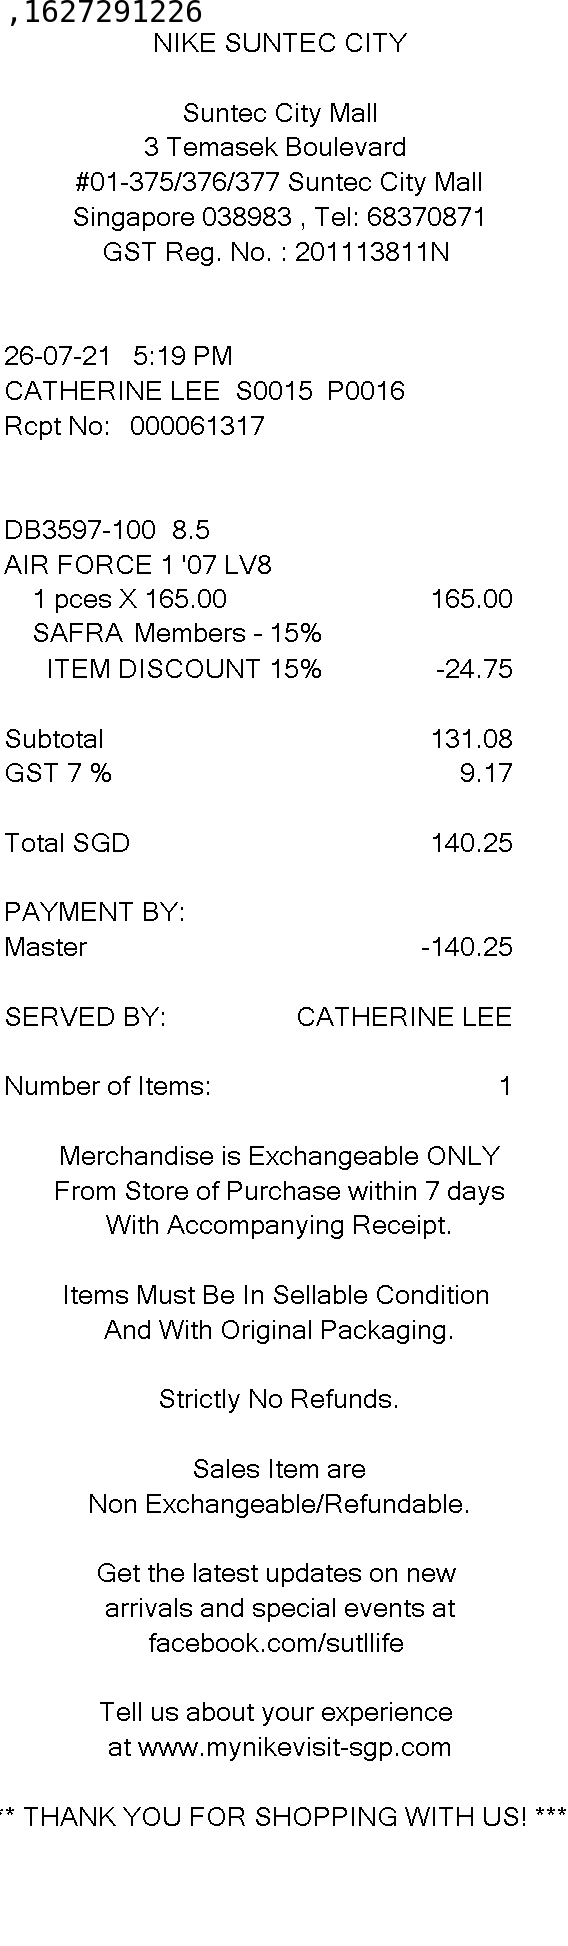 ,1627291226
NIKE SUNTEC CITY
Suntec City Mall
3 Temasek Boulevard
#01-375/376/377 Suntec City Mall
Singapore 038983 , Tel: 68370871
GST Reg. No. : 201113811N
26-07-21 5:19 PM
CATHERINE LEE S0015 P0016
Rcpt No: 000061317
DB3597-100 8.5
AIR FORCE 1 '07 LV8
1 pces X 165.00 165.00
SAFRA Members - 15%
ITEM DISCOUNT 15% -24.75
Subtotal 131.08
GST 7 % 9.17
Total SGD 140.25
PAYMENT BY:
Master -140.25
SERVED BY: CATHERINE LEE
Number of Items: 1
Merchandise is Exchangeable ONLY
From Store of Purchase within 7 days
With Accompanying Receipt.
Items Must Be In Sellable Condition
And With Original Packaging.
Strictly No Refunds.
Sales Item are
Non Exchangeable/Refundable.
Get the latest updates on new
arrivals and special events at
facebook.com/sutllife
Tell us about your experience
at www.mynikevisit-sgp.com
** THANK YOU FOR SHOPPING WITH US! ***